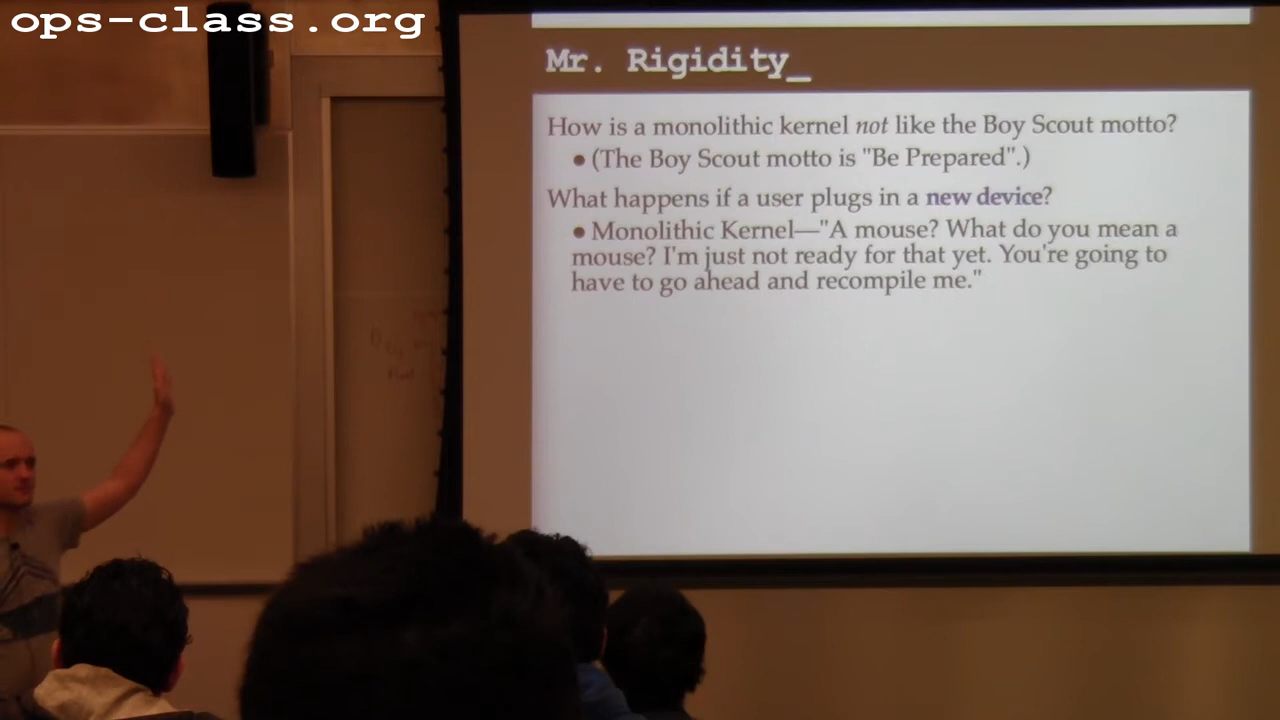 ops-class.org
Mr. Rigidity_
How is a monolithic kernel not like the Boy Scout motto?
• (The Boy Scout motto is "Be Prepared".)
What happens if a user plugs in a new device?
• Monolithic Kernel—"A mouse? What do you mean a
mouse? I'm just not ready for that yet. You're going to
have to go ahead and recompile me."